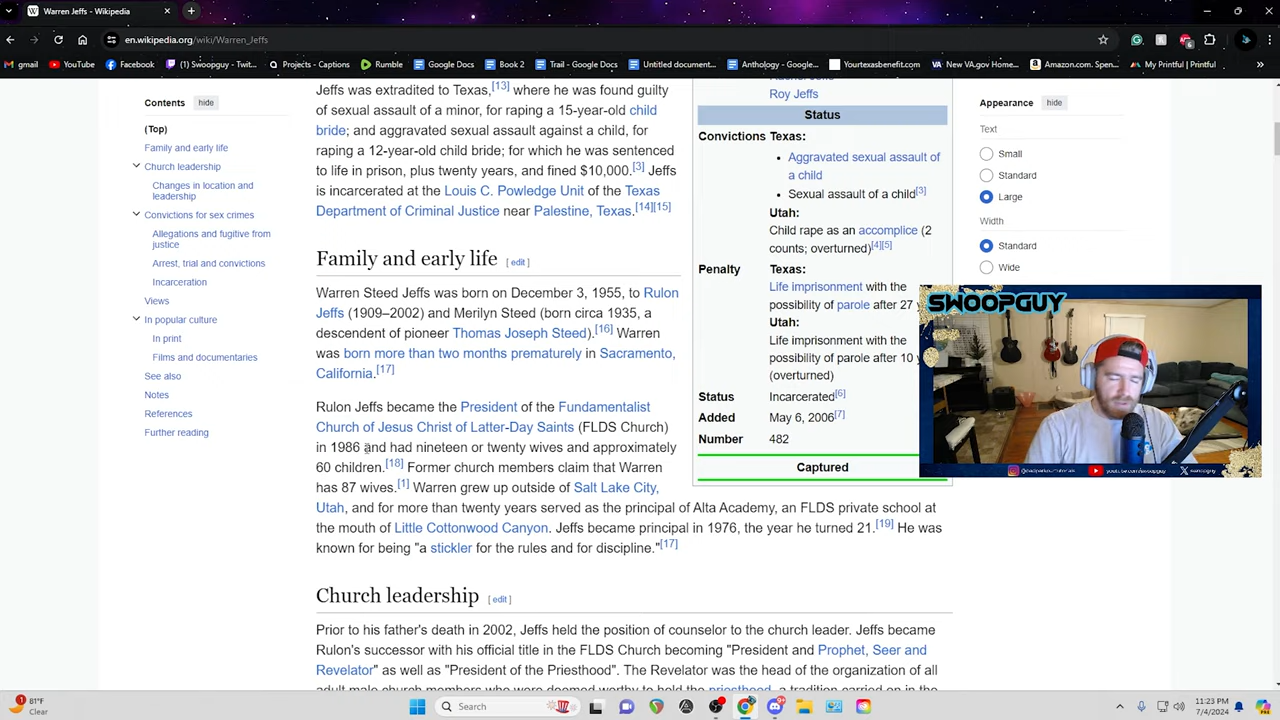 Warren Jeffs - Wikipedia
en.wikipedia.org/wiki/Warren_Jeffs
gmail YouTube Facebook (1) Swoopguy - Twit... Projects - Captions Rumble Google Docs Book 2 Trail - Google Docs Untitled document... Anthology - Google... Yourtexasbenefit.com VA: New VA.gov Home... Amazon.com. Spen... My Printful | Printful
Contents hide
(Top)
Family and early life
Church leadership
Changes in location and
leadership
Convictions for sex crimes
Allegations and fugitive from
justice
Arrest, trial and convictions
Incarceration
Views
In popular culture
In print
Films and documentaries
See also
Notes
References
Further reading
Jeffs was extradited to Texas,[13] where he was found guilty
of sexual assault of a minor, for raping a 15-year-old child
bride; and aggravated sexual assault against a child, for
raping a 12-year-old child bride; for which he was sentenced
to life in prison, plus twenty years, and fined $10,000.[3] Jeffs
is incarcerated at the Louis C. Powledge Unit of the Texas
Department of Criminal Justice near Palestine, Texas.[14][15]
Family and early life [ edit ]
Warren Steed Jeffs was born on December 3, 1955, to Rulon
Jeffs (1909–2002) and Merilyn Steed (born circa 1935, a
descendent of pioneer Thomas Joseph Steed).[16] Warren
was born more than two months prematurely in Sacramento,
California.[17]
Rulon Jeffs became the President of the Fundamentalist
Church of Jesus Christ of Latter-Day Saints (FLDS Church)
in 1986 and had nineteen or twenty wives and approximately
60 children.[18] Former church members claim that Warren
has 87 wives.[1] Warren grew up outside of Salt Lake City,
Utah, and for more than twenty years served as the principal of Alta Academy, an FLDS private school at
the mouth of Little Cottonwood Canyon. Jeffs became principal in 1976, the year he turned 21.[19] He was
known for being "a stickler for the rules and for discipline."[17]
Church leadership [ edit ]
Prior to his father's death in 2002, Jeffs held the position of counselor to the church leader. Jeffs became
Rulon's successor with his official title in the FLDS Church becoming "President and Prophet, Seer and
Revelator" as well as "President of the Priesthood". The Revelator was the head of the organization of all
adult male church members who were deemed worthy to hold the priesthood, a tradition carried on in the
Roy Jeffs
Status
Convictions Texas:
• Aggravated sexual assault of
a child
• Sexual assault of a child[3]
Utah:
Child rape as an accomplice (2
counts; overturned)[4][5]
Penalty Texas:
Life imprisonment with the
possibility of parole after 27
Utah:
Life imprisonment with the
possibility of parole after 10
(overturned)
Status Incarcerated[6]
Added May 6, 2006[7]
Number 482
Captured
Appearance hide
Text
Small
Standard
Large
Width
Standard
Wide
SWOOPGUY
youtube.com/swoopguy
81°F
Clear
Search
11:23 PM
7/4/2024